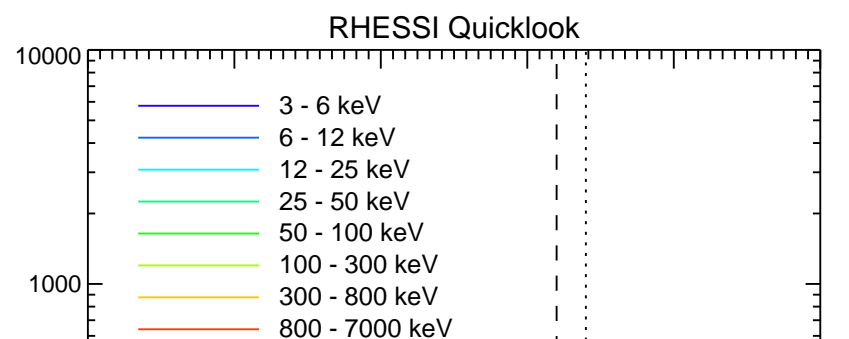 RHESSI Quicklook
10000
3 - 6 keV
6 - 12 keV
12 - 25 keV
25 - 50 keV
50 - 100 keV
100 - 300 keV
1000
300 - 800 keV
800 - 7000 keV